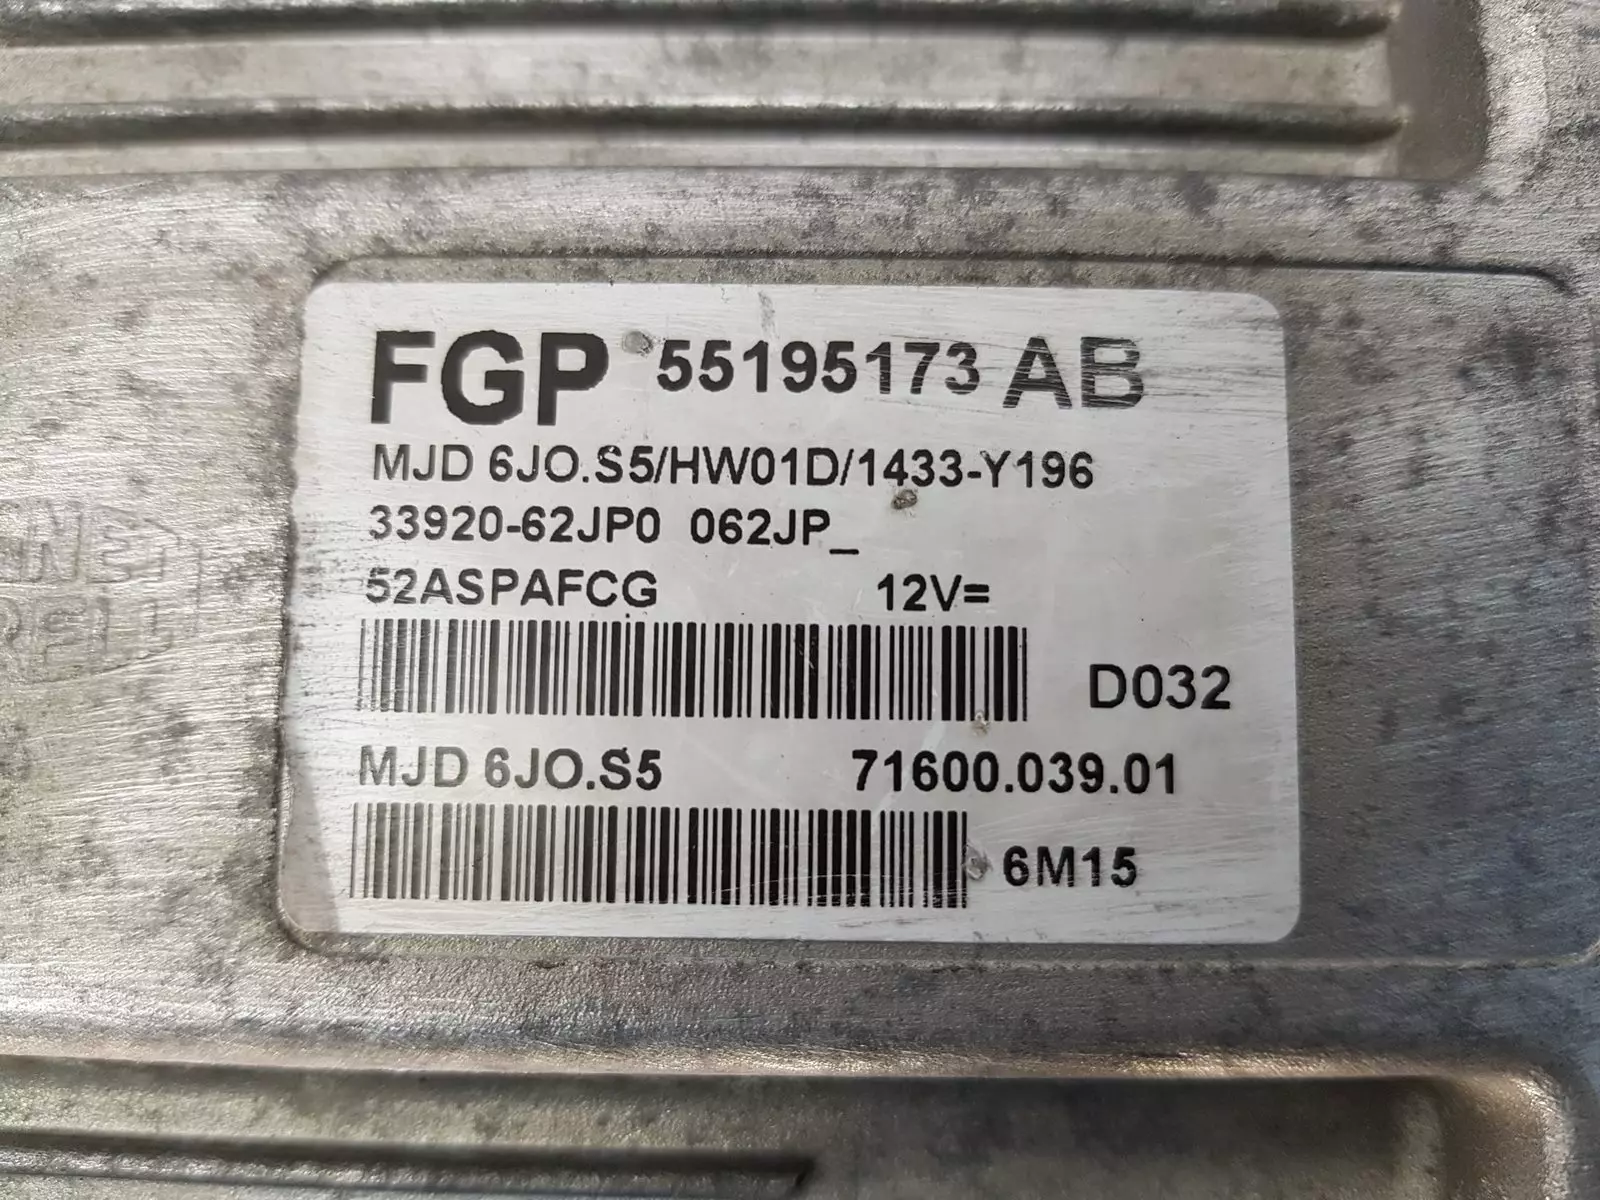 FGP 55195173 AB
MJD 6JO.S5/HW01D/1433-Y196
33920-62JP0 062JP_
52ASPAFCG 12V=
D032
MJD 6JO.S5 71600.039.01
6M15